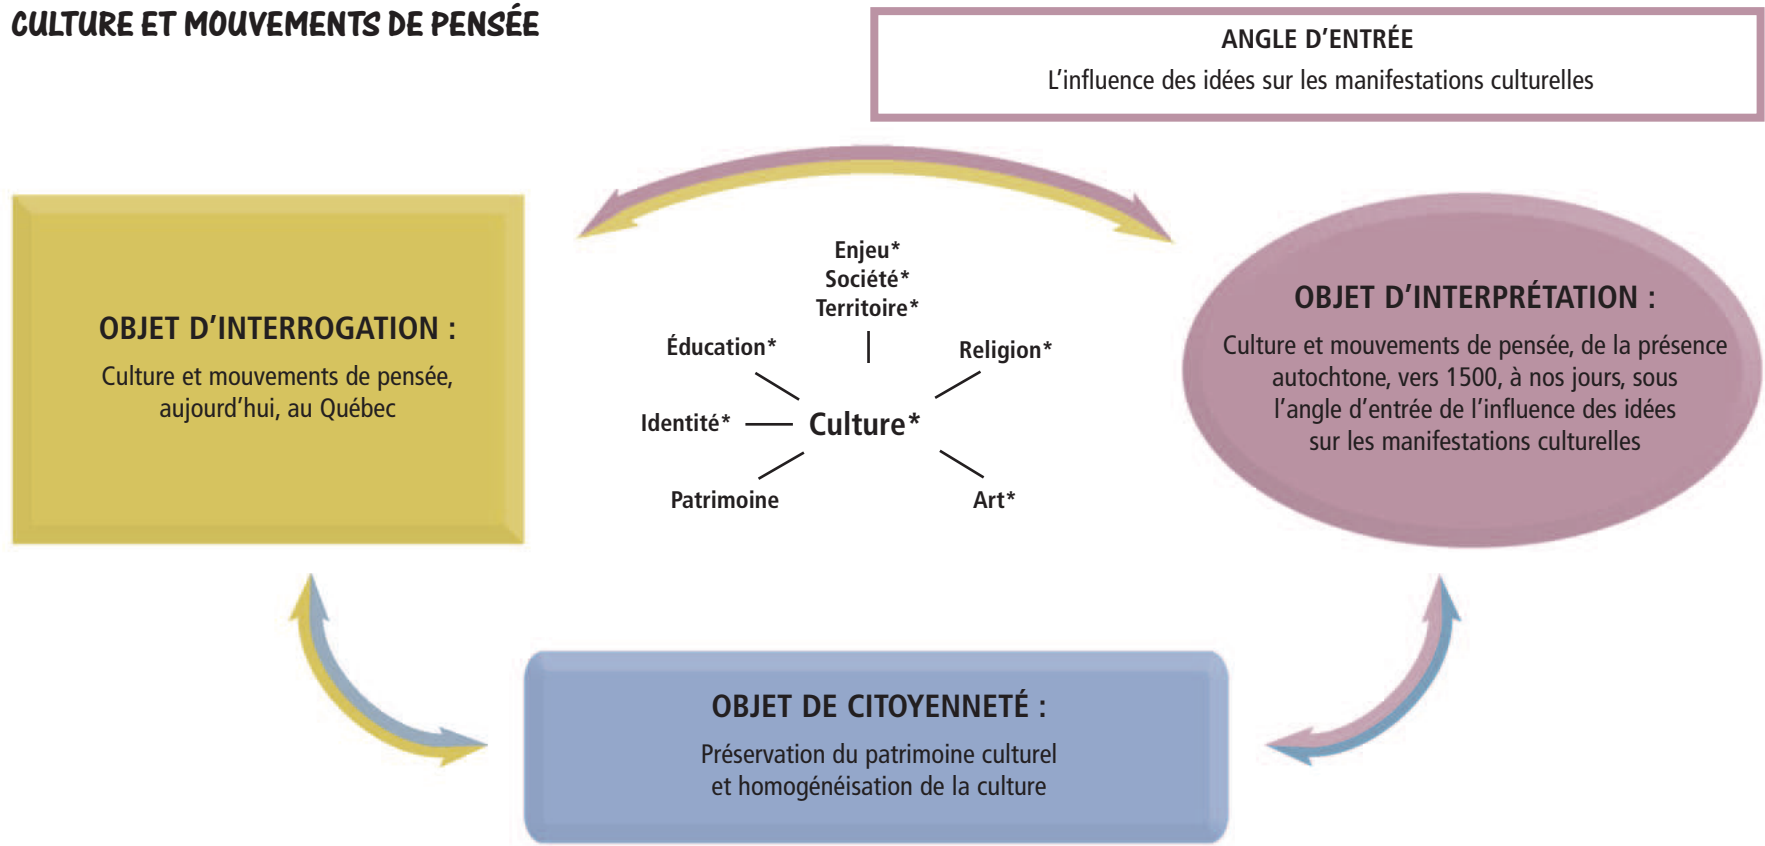 CULTURE ET MOUVEMENTS DE PENSÉE
ANGLE D'ENTRÉE
L'influence des idées sur les manifestations culturelles
OBJET D'INTERROGATION :
Culture et mouvements de pensée,
aujourd'hui, au Québec
Enjeu*
Société*
Territoire*
Éducation*
Religion*
Identité*
Culture*
Patrimoine
Art*
OBJET D'INTERPRÉTATION :
Culture et mouvements de pensée, de la présence
autochtone, vers 1500, à nos jours, sous
l'angle d'entrée de l'influence des idées
sur les manifestations culturelles
OBJET DE CITOYENNETÉ :
Préservation du patrimoine culturel
et homogénéisation de la culture